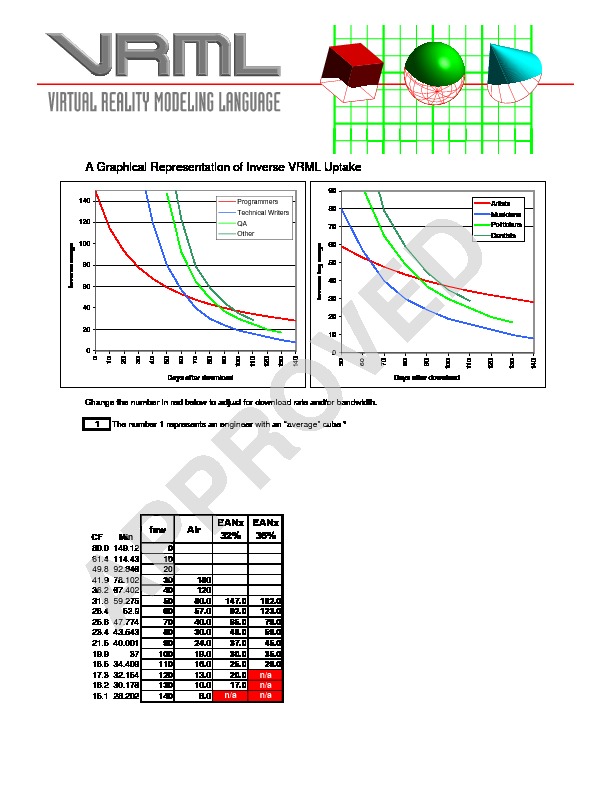 VRML
VIRTUAL REALITY MODELING LANGUAGE
A Graphical Representation of Inverse VRML Uptake
140
120
100
80
60
40
20
0
0 10 20 30 40 50 60 70 80 90 100 110 120 130 140
Inverse usage
Days after download
Programmers
Technical Writers
QA
Other
90
80
70
60
50
40
30
20
10
0
50 60 70 80 90 100 110 120 130 140
Inverse log usage
Days after download
Artists
Musicians
Politicians
Dentists
Change the number in red below to adjust for download rate and/or bandwidth.
1 The number 1 represents an engineer with an "average" cube *
APPROVED
CF Min fsw Air EANx 32% EANx 36%
80.0 149.12 0
61.4 114.43 10
49.8 92.848 20
41.9 78.102 30 180
36.2 67.402 40 120
31.8 59.275 50 80.0 147.0 182.0
28.4 60 57.0 92.0 123.0
25.6 47.774 70 40.0 65.0 79.0
23.4 43.543 80 30.0 48.0 59.0
21.5 40.001 90 24.0 37.0 45.0
19.9 37 100 19.0 30.0 35.0
18.5 34.409 110 16.0 25.0 29.0
17.3 32.154 120 13.0 20.0 n/a
16.2 30.178 130 10.0 17.0 n/a
15.1 28.202 140 8.0 n/a n/a